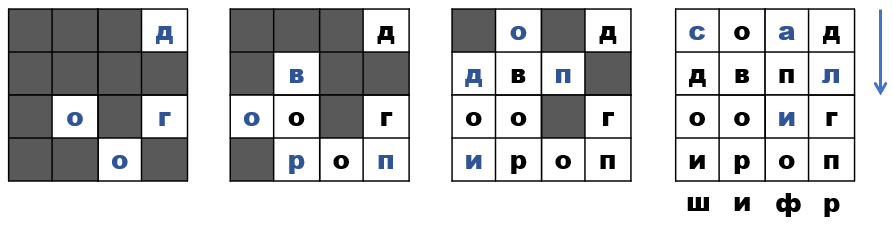 д
о г
о
д
в
о о г
р о п
о д
д в п
о о г
и р о п
с о а д
д в п л
о о и г
и р о п
ш и ф р